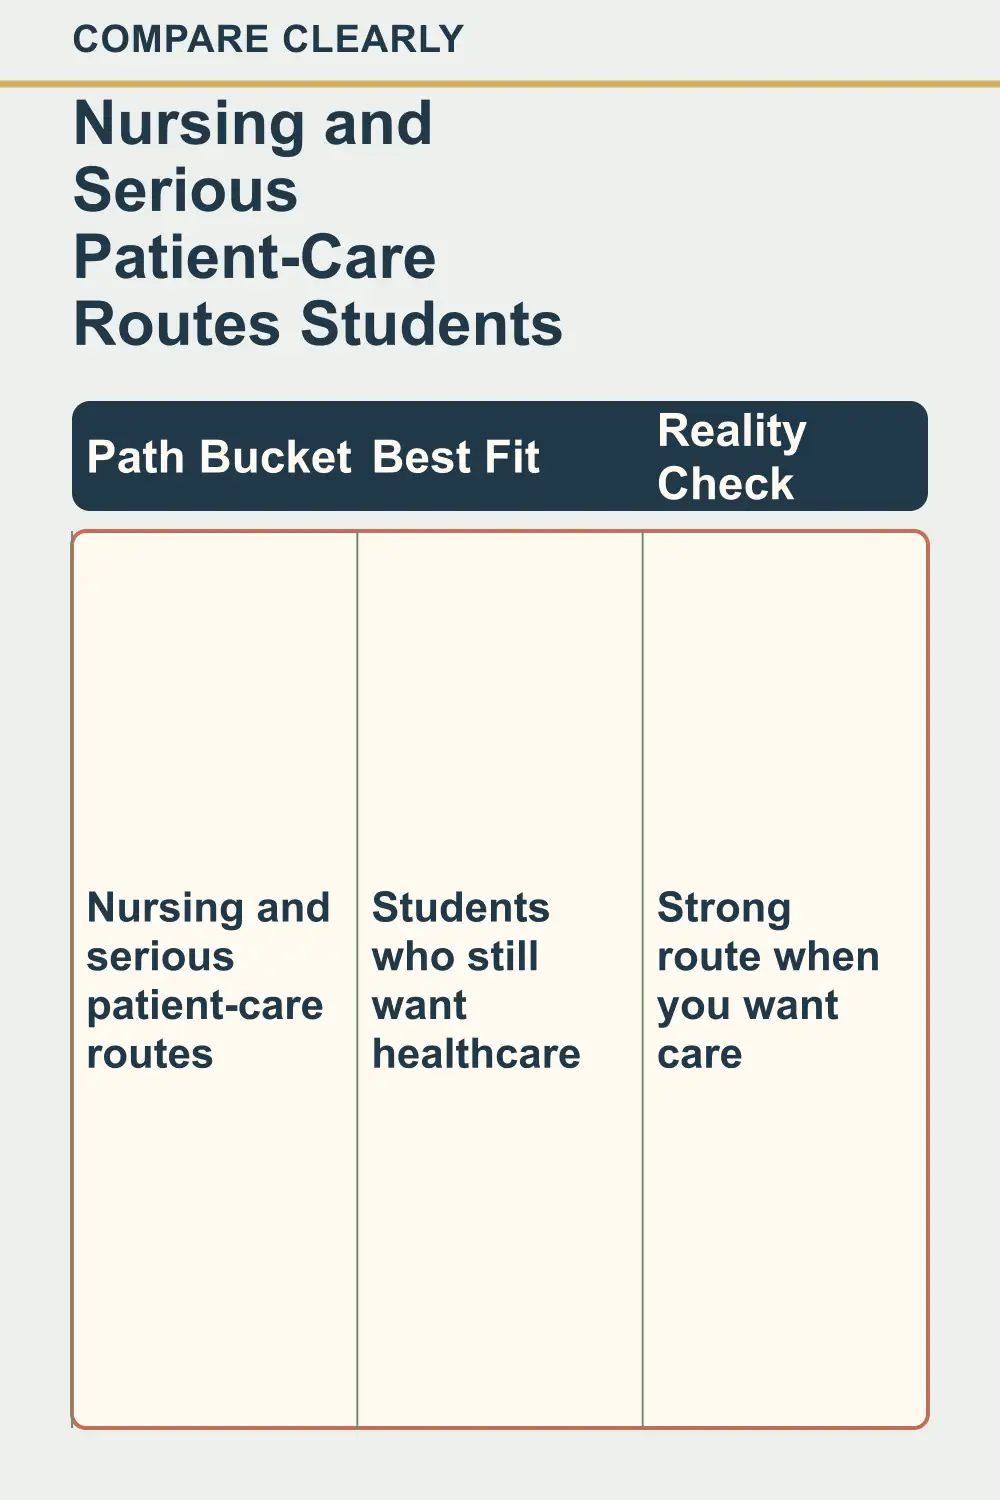 COMPARE CLEARLY
Nursing and
Serious
Patient-Care
Routes Students
Path Bucket
Best Fit
Reality
Check
Nursing and
serious
patient-care
routes
Students
who still
want
healthcare
Strong
route when
you want
care